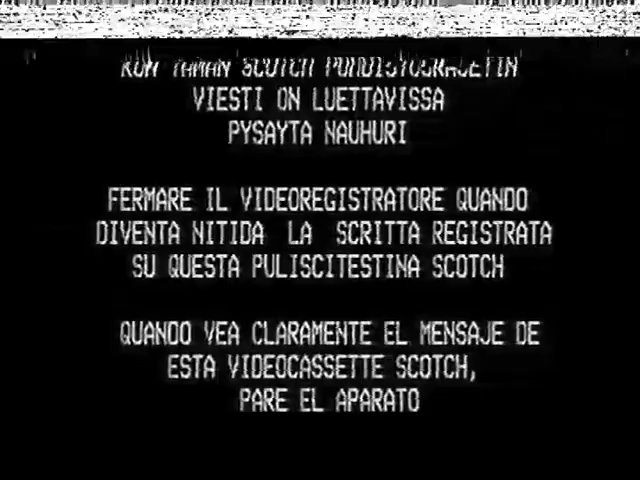 KUN TAMAN SCOTCH PUHDISTUSKASETIN
VIESTI ON LUETTAVISSA
PYSAYTA NAUHURI
FERMARE IL VIDEOREGISTRATORE QUANDO
DIVENTA NITIDA LA SCRITTA REGISTRATA
SU QUESTA PULISCITESTINA SCOTCH
QUANDO VEA CLARAMENTE EL MENSAJE DE
ESTA VIDEOCASSETTE SCOTCH,
PARE EL APARATO